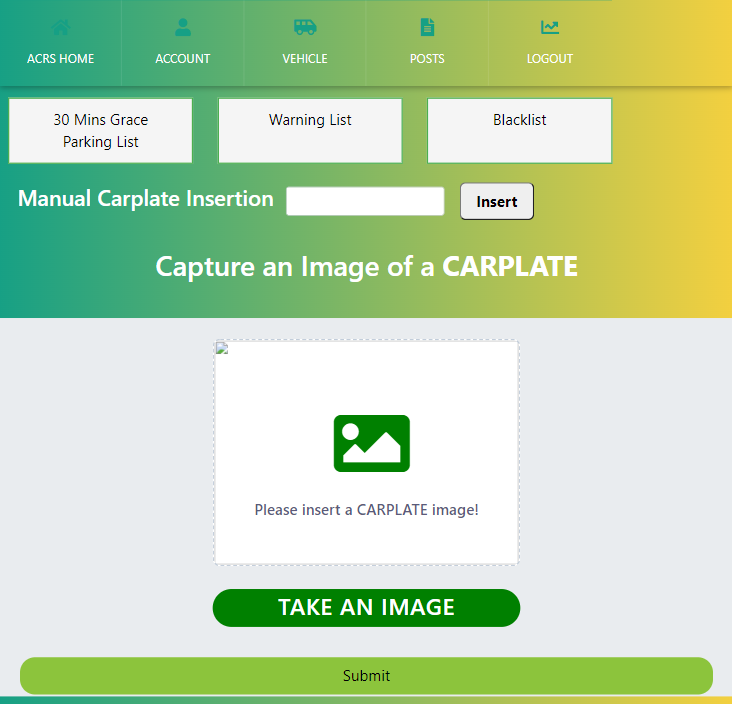 ACRS HOME ACCOUNT VEHICLE POSTS LOGOUT
30 Mins Grace
Parking List
Warning List
Blacklist
Manual Carplate Insertion Insert
Capture an Image of a CARPLATE
Please insert a CARPLATE image!
TAKE AN IMAGE
Submit